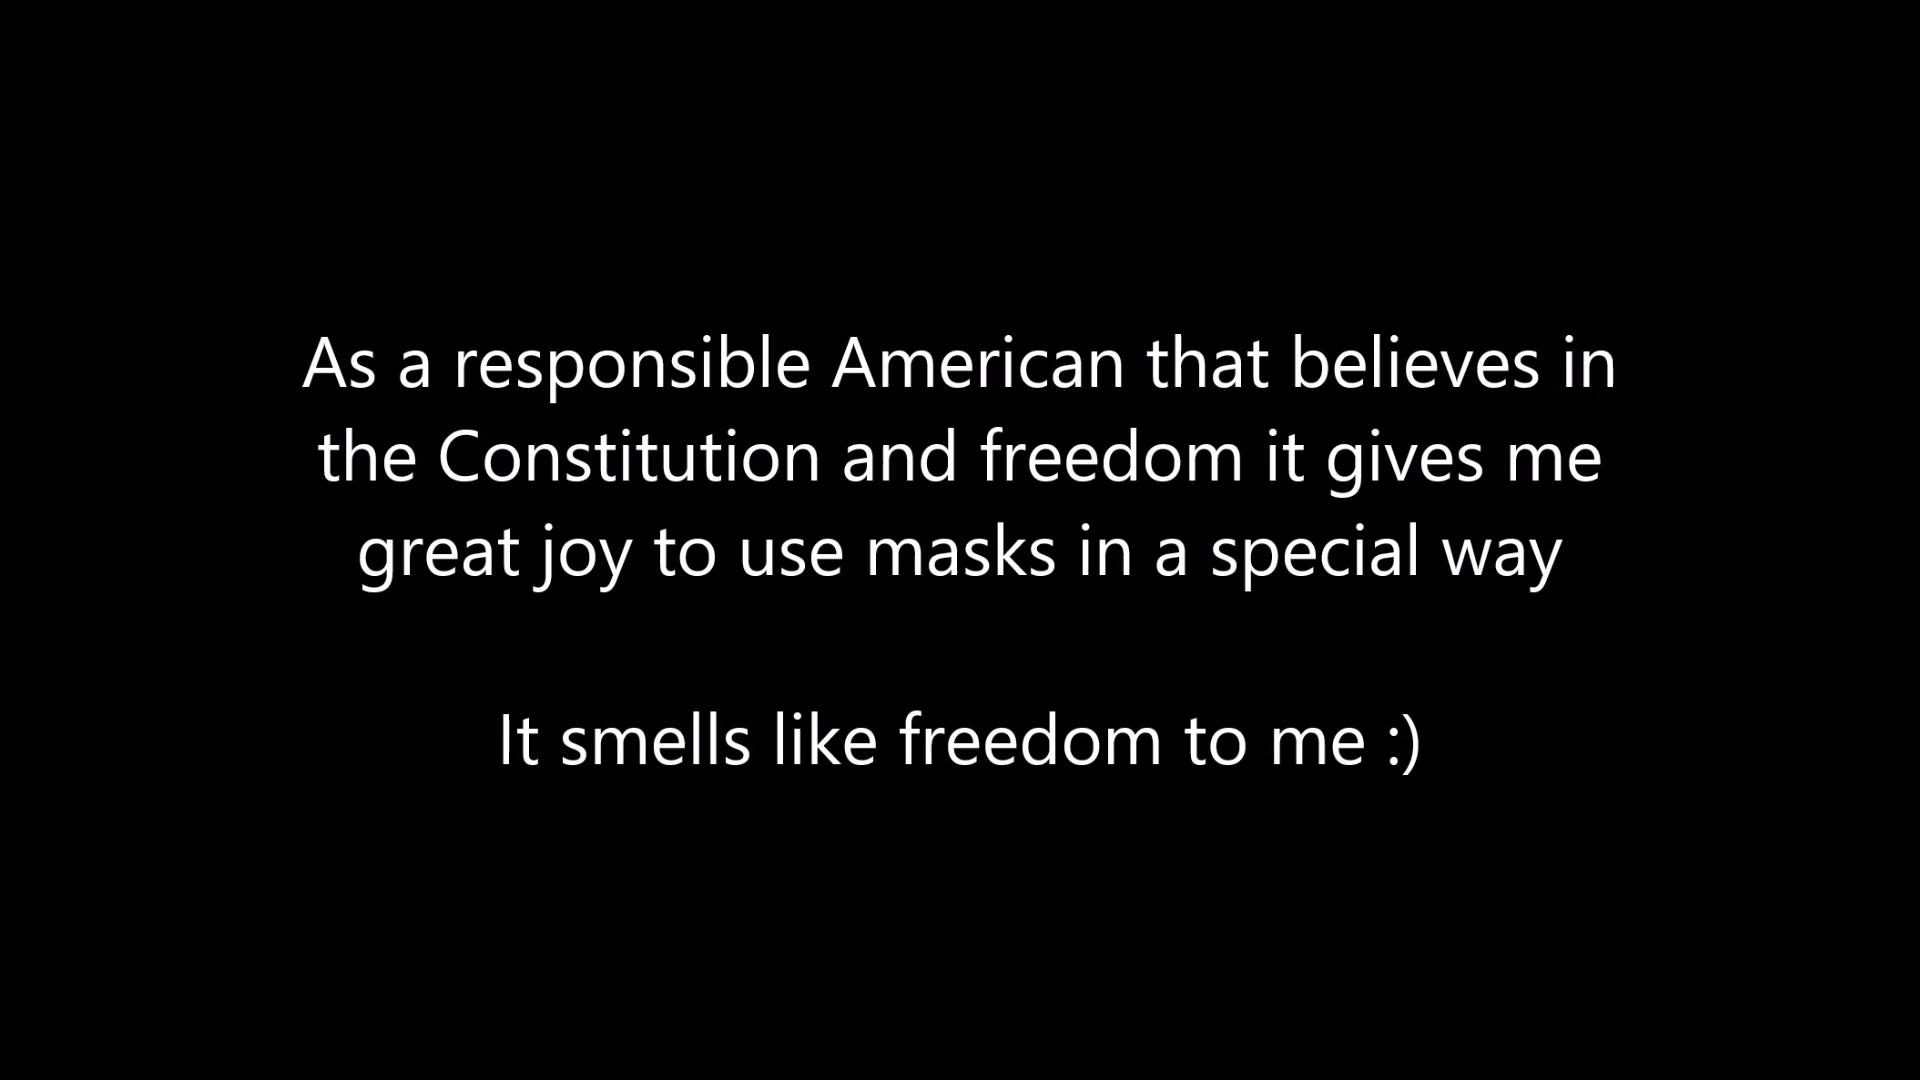 As a responsible American that believes in
the Constitution and freedom it gives me
great joy to use masks in a special way
It smells like freedom to me :)